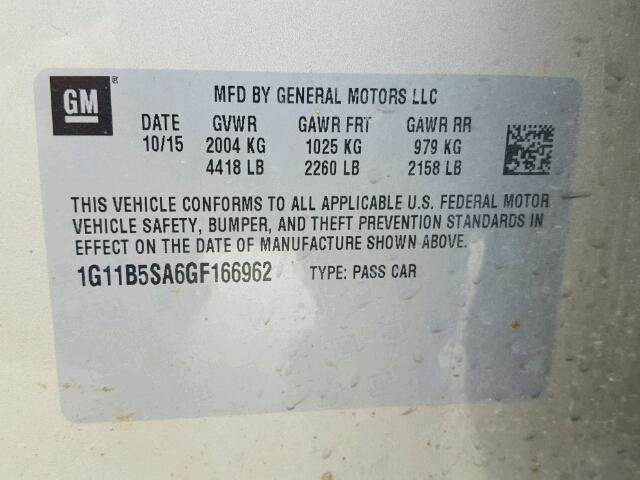 GM ® MFD BY GENERAL MOTORS LLC
DATE GVWR GAWR FRT GAWR RR
10/15 2004 KG 1025 KG 979 KG
4418 LB 2260 LB 2158 LB
THIS VEHICLE CONFORMS TO ALL APPLICABLE U.S. FEDERAL MOTOR
VEHICLE SAFETY, BUMPER, AND THEFT PREVENTION STANDARDS IN
EFFECT ON THE DATE OF MANUFACTURE SHOWN ABOVE.
1G11B5SA6GF166962 TYPE: PASS CAR